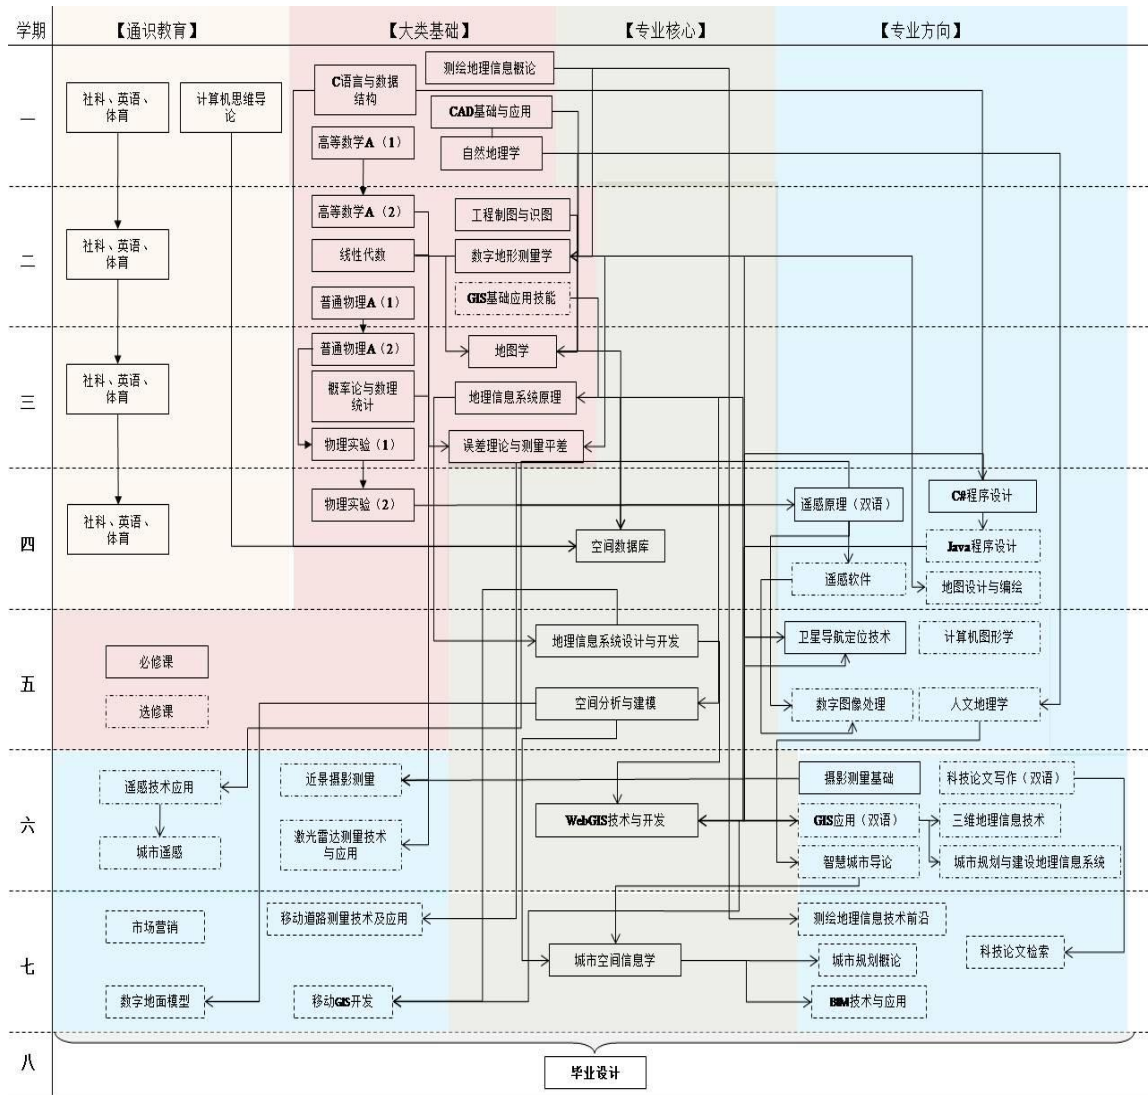 学期
【通识教育】
【大类基础】
【专业核心】
【专业方向】
一
社科、英语、
体育
计算机思维导
论
C语言与数据
结构
测绘地理信息概论
CAD基础与应用
高等数学A（1）
自然地理学
二
社科、英语、
体育
高等数学A（2）
工程制图与识图
线性代数
数字地形测量学
普通物理A（1）
GIS基础应用技能
三
社科、英语、
体育
普通物理A（2）
地图学
概率论与数理
统计
地理信息系统原理
物理实验（1）
误差理论与测量平差
四
社科、英语、
体育
物理实验（2）
空间数据库
遥感原理（双语）
C#程序设计
Java程序设计
遥感软件
地图设计与编绘
五
必修课
选修课
地理信息系统设计与开发
空间分析与建模
卫星导航定位技术
计算机图形学
数字图像处理
人文地理学
六
遥感技术应用
城市遥感
近景摄影测量
激光雷达测量技术
与应用
WebGIS技术与开发
摄影测量基础
科技论文写作（双语）
GIS应用（双语）
三维地理信息技术
智慧城市导论
城市规划与建设地理信息系统
七
市场营销
移动道路测量技术及应用
数字地面模型
移动GIS开发
城市空间信息学
测绘地理信息技术前沿
科技论文检索
城市规划概论
BIM技术与应用
八
毕业设计